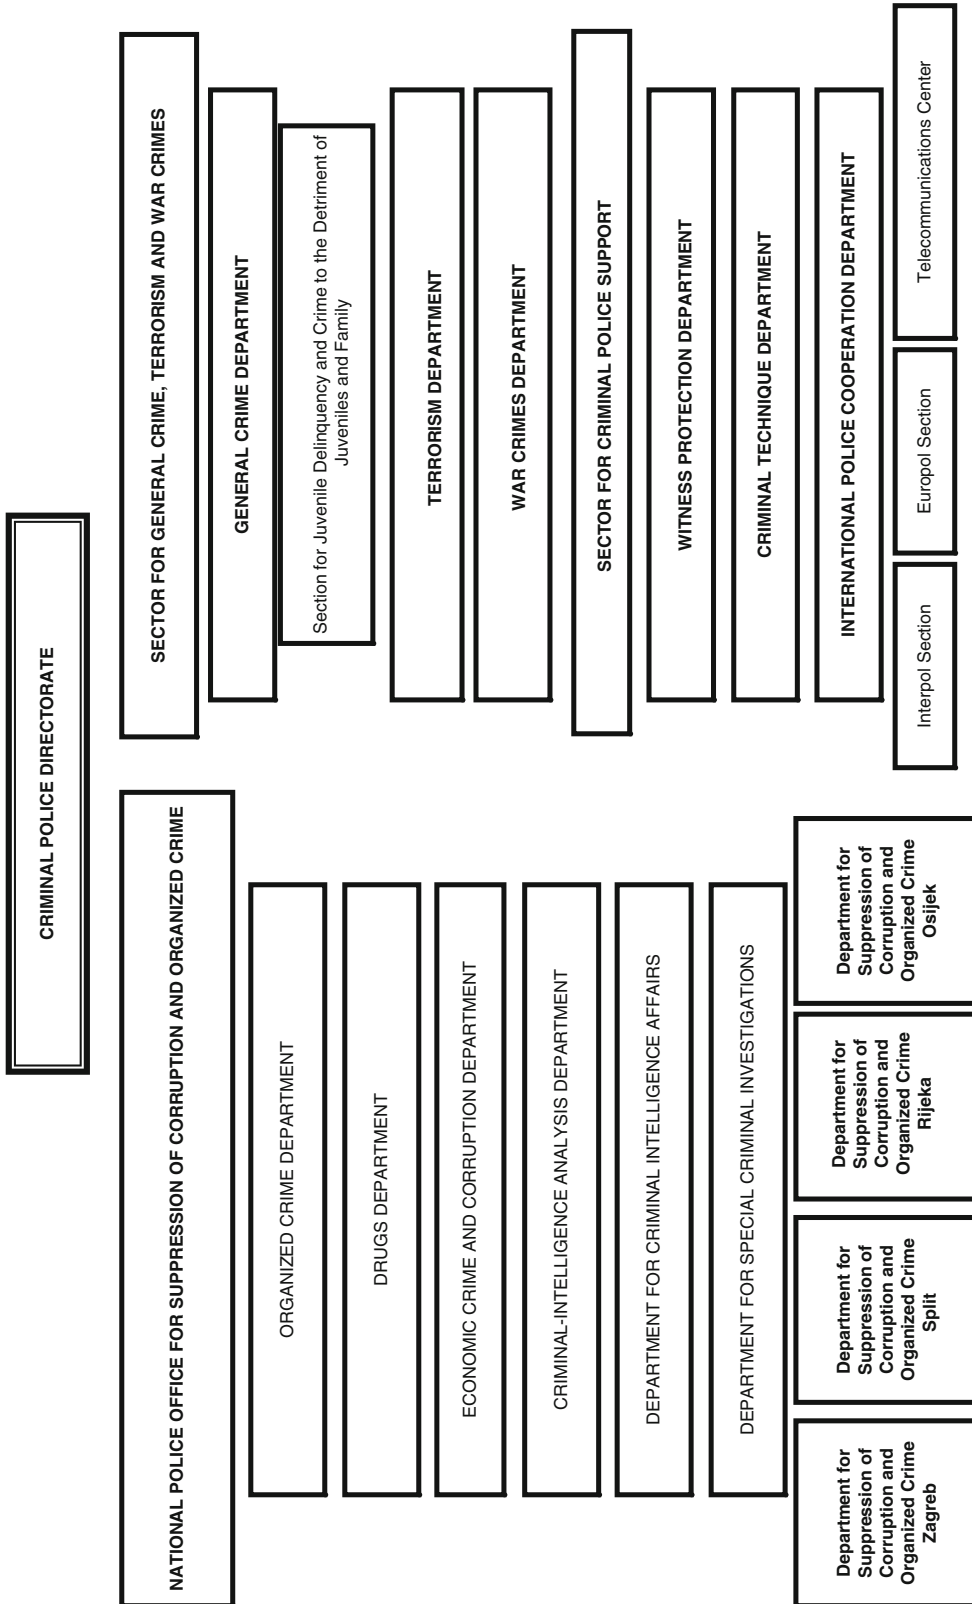 CRIMINAL POLICE DIRECTORATE
NATIONAL POLICE OFFICE FOR SUPPRESSION OF CORRUPTION AND ORGANIZED CRIME
ORGANIZED CRIME DEPARTMENT
DRUGS DEPARTMENT
ECONOMIC CRIME AND CORRUPTION DEPARTMENT
CRIMINAL-INTELLIGENCE ANALYSIS DEPARTMENT
DEPARTMENT FOR CRIMINAL INTELLIGENCE AFFAIRS
DEPARTMENT FOR SPECIAL CRIMINAL INVESTIGATIONS
Department for
Suppression of
Corruption and
Organized Crime
Zagreb
Department for
Suppression of
Corruption and
Organized Crime
Split
Department for
Suppression of
Corruption and
Organized Crime
Rijeka
Department for
Suppression of
Corruption and
Organized Crime
Osijek
SECTOR FOR GENERAL CRIME, TERRORISM AND WAR CRIMES
GENERAL CRIME DEPARTMENT
Section for Juvenile Delinquency and Crime to the Detriment of
Juveniles and Family
TERRORISM DEPARTMENT
WAR CRIMES DEPARTMENT
SECTOR FOR CRIMINAL POLICE SUPPORT
WITNESS PROTECTION DEPARTMENT
CRIMINAL TECHNIQUE DEPARTMENT
INTERNATIONAL POLICE COOPERATION DEPARTMENT
Interpol Section
Europol Section
Telecommunications Center